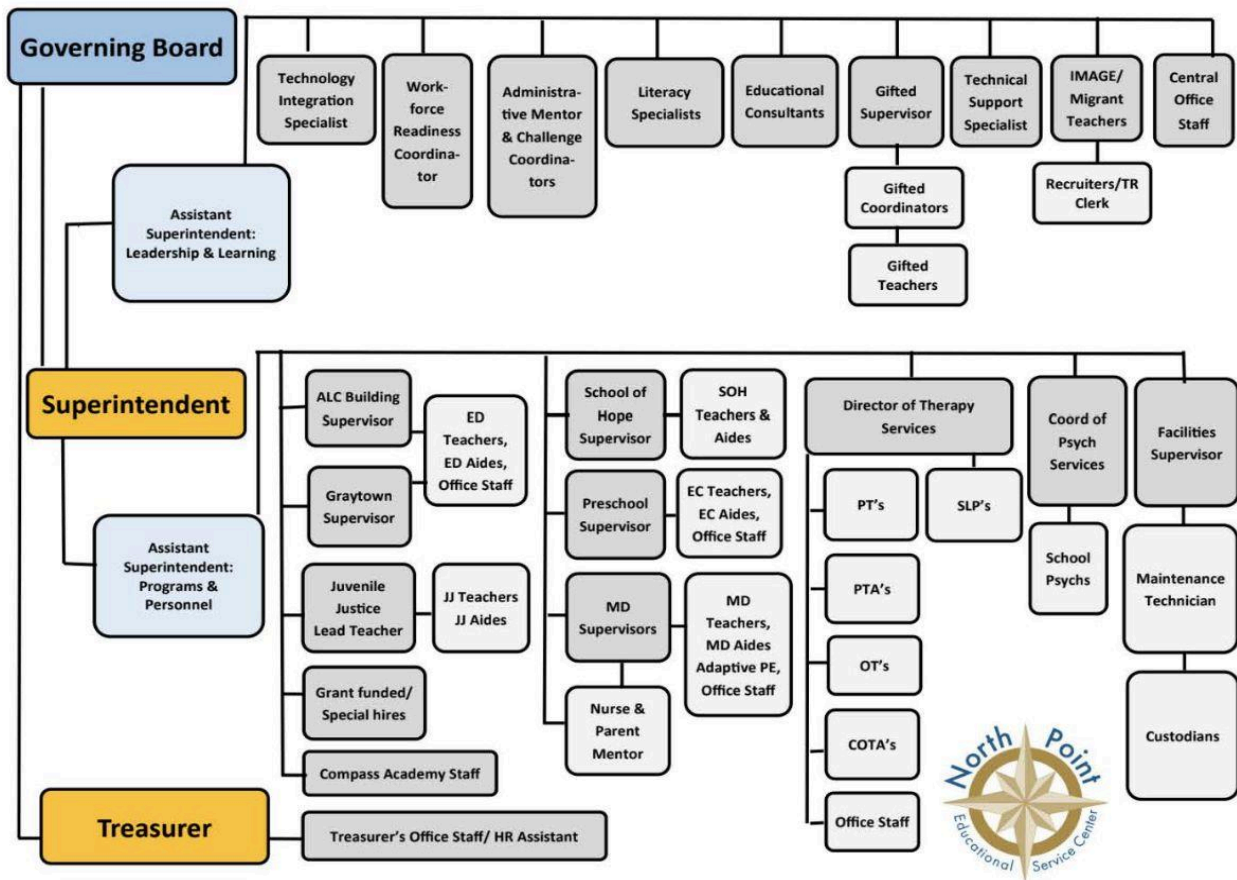 Governing Board
Technology
Integration
Specialist
Work-
force
Readiness
Coordina-
tor
Administrative
Mentor
& Challenge
Coordina-
tors
Literacy
Specialists
Educational
Consultants
Gifted
Supervisor
Technical
Support
Specialist
IMAGE/
Migrant
Teachers
Central
Office
Staff
Gifted
Coordinators
Recruiters/TR
Clerk
Gifted
Teachers
Assistant
Superintendent:
Leadership & Learning
Superintendent
Assistant
Superintendent:
Programs &
Personnel
ALC Building
Supervisor
ED
Teachers,
ED Aides,
Office Staff
Graytown
Supervisor
Juvenile
Justice
Lead Teacher
JJ Teachers
JJ Aides
Grant funded/
Special hires
Compass Academy Staff
School of
Hope
Supervisor
SOH
Teachers &
Aides
Preschool
Supervisor
EC Teachers,
EC Aides,
Office Staff
MD
Supervisors
MD
Teachers,
MD Aides
Adaptive PE,
Office Staff
Nurse &
Parent
Mentor
Director of Therapy
Services
PT's
SLP's
PTA's
OT's
COTA's
Office Staff
Coord of
Psych
Services
School
Psychs
Facilities
Supervisor
Maintenance
Technician
Custodians
Treasurer
Treasurer's Office Staff/ HR Assistant
North Point
Educational Service Center